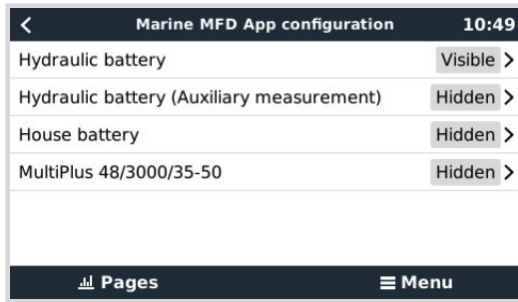 Marine MFD App configuration 10:49
Hydraulic battery Visible
Hydraulic battery (Auxiliary measurement) Hidden
House battery Hidden
MultiPlus 48/3000/35-50 Hidden
Pages Menu